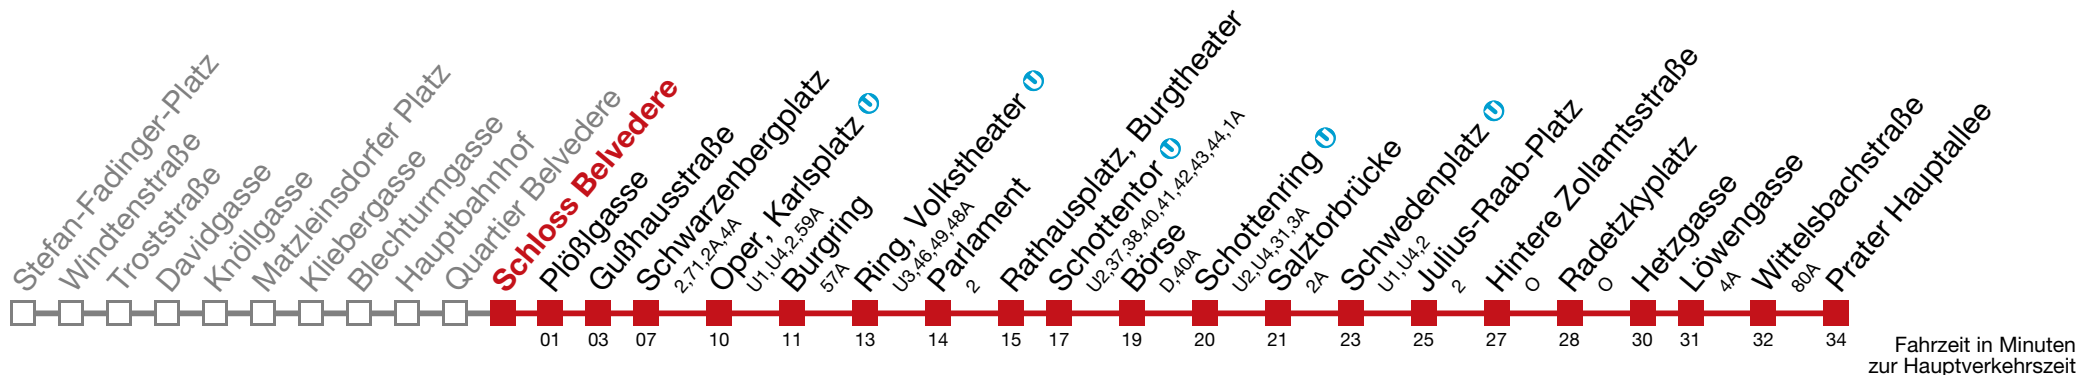 Stefan-Fadinger-Platz
Windtenstraße
Troststraße
Davidgasse
Knöllgasse
Matzleinsdorfer Platz
Kliebergasse
Blechturmgasse
Hauptbahnhof
Quartier Belvedere
Schloss Belvedere
Plößlgasse
Gußhausstraße
Schwarzenbergplatz
2,71,2A,4A
Oper, Karlsplatz U
U1,U4,2,59A
Burgring
57A
Ring, Volkstheater U
U3,46,49,48A
Parlament
2
Rathausplatz, Burgtheater
Schottentor U
U2,37,38,40,41,42,43,44,1A
Börse
D,40A
Schottenring U
U2,U4,31,3A
Salztorbrücke
2A
Schwedenplatz U
U1,U4,2
Julius-Raab-Platz
2
Hintere Zollamtsstraße
O
Radetzkyplatz
O
Hetzgasse
Löwengasse
4A
Wittelsbachstraße
80A
Prater Hauptallee
01 03 07 10 11 13 14 15 17 19 20 21 23 25 27 28 30 31 32 34
Fahrzeit in Minuten
zur Hauptverkehrszeit